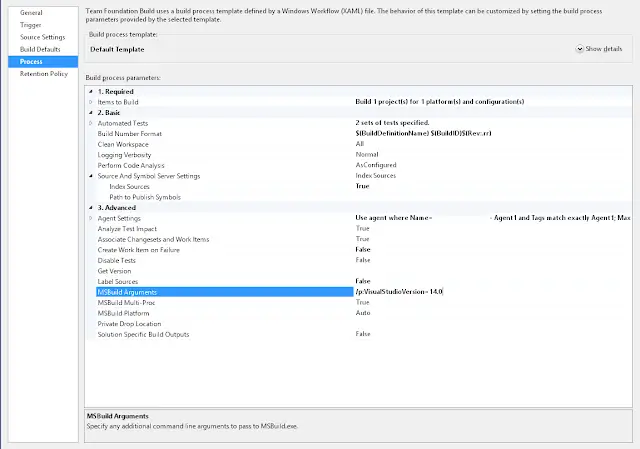 General
Trigger
Source Settings
Build Defaults
Process
Retention Policy
Team Foundation Build uses a build process template defined by a Windows Workflow (XAML) file. The behavior of this template can be customized by setting the build process
parameters provided by the selected template.
Build process template:
Default Template
Show details
Build process parameters:
1. Required
Items to Build Build 1 project(s) for 1 platform(s) and configuration(s)
2. Basic
Automated Tests 2 sets of tests specified.
Build Number Format $(BuildDefinitionName) $(BuildID)$(Rev:.rr)
Clean Workspace All
Logging Verbosity Normal
Perform Code Analysis AsConfigured
Source And Symbol Server Settings Index Sources
Index Sources True
Path to Publish Symbols
3. Advanced
Agent Settings Use agent where Name= - Agent1 and Tags match exactly Agent1; Max
Analyze Test Impact True
Associate Changesets and Work Items True
Create Work Item on Failure False
Disable Tests False
Get Version
Label Sources False
MSBuild Arguments /p:VisualStudioVersion=14.0
MSBuild Multi-Proc True
MSBuild Platform Auto
Private Drop Location
Solution Specific Build Outputs False
MSBuild Arguments
Specify any additional command line arguments to pass to MSBuild.exe.